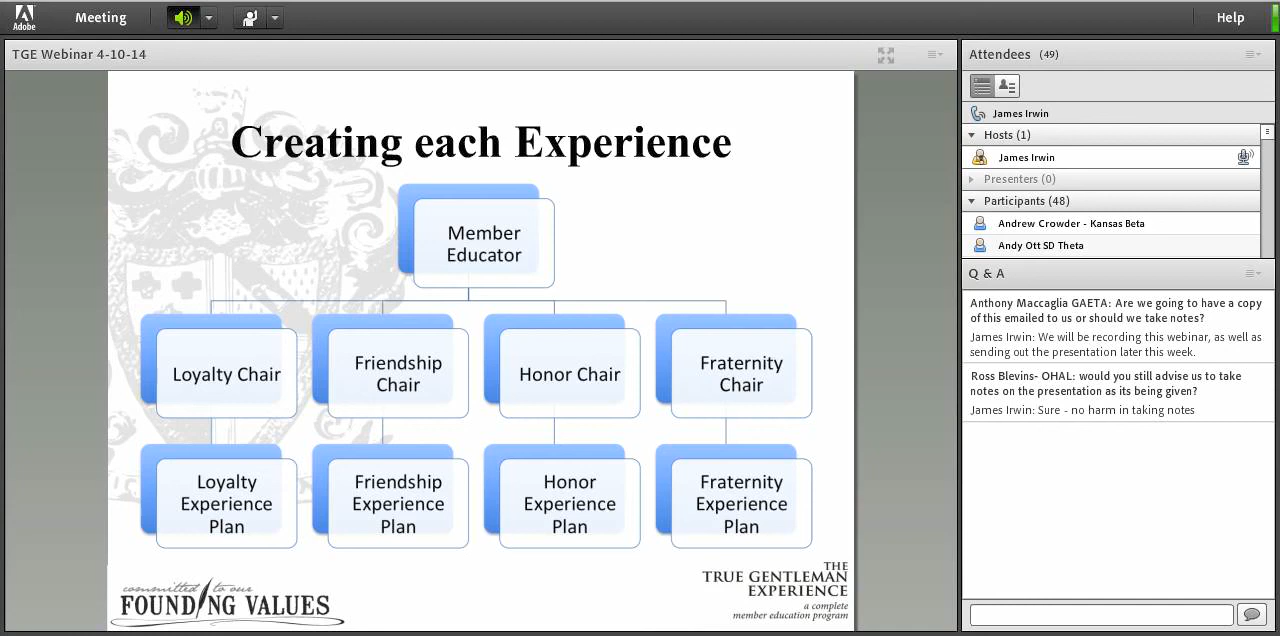 Adobe
Meeting
Help
TGE Webinar 4-10-14
Creating each Experience
Member
Educator
Loyalty Chair
Friendship
Chair
Honor Chair
Fraternity
Chair
Loyalty
Experience
Plan
Friendship
Experience
Plan
Honor
Experience
Plan
Fraternity
Experience
Plan
committed to our
FOUNDING VALUES
THE
TRUE GENTLEMAN
EXPERIENCE
a complete
member education program
Attendees (49)
James Irwin
Hosts (1)
James Irwin
Presenters (0)
Participants (48)
Andrew Crowder - Kansas Beta
Andy Ott SD Theta
Q & A
Anthony Maccaglia GAETA: Are we going to have a copy
of this emailed to us or should we take notes?
James Irwin: We will be recording this webinar, as well as
sending out the presentation later this week.
Ross Blevins- OHAL: would you still advise us to take
notes on the presentation as its being given?
James Irwin: Sure - no harm in taking notes